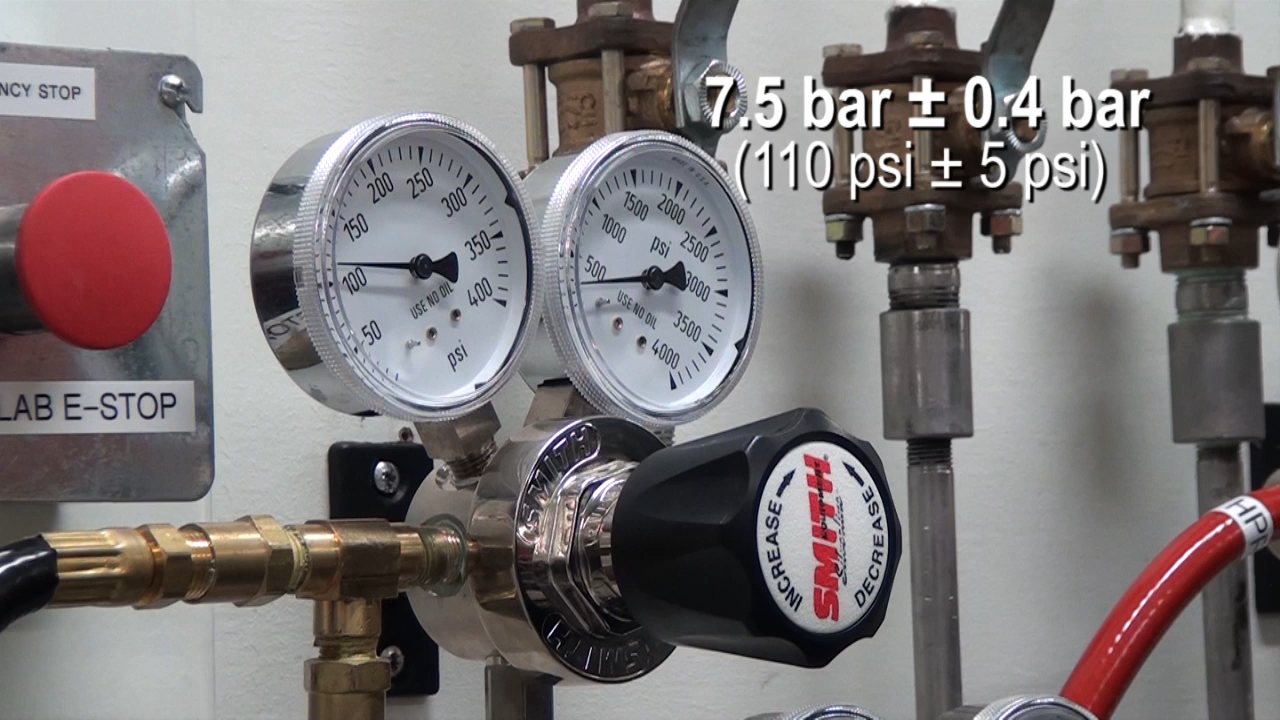 NCY STOP
7.5 bar ± 0.4 bar
(110 psi ± 5 psi)
50
100
150
200
250
300
350
400
USE NO OIL
psi
500
1000
1500
2000
2500
3000
3500
4000
psi
USE NO OIL
LAB E-STOP
SMITH
SMITH
INCREASE
SMITH
DECREASE